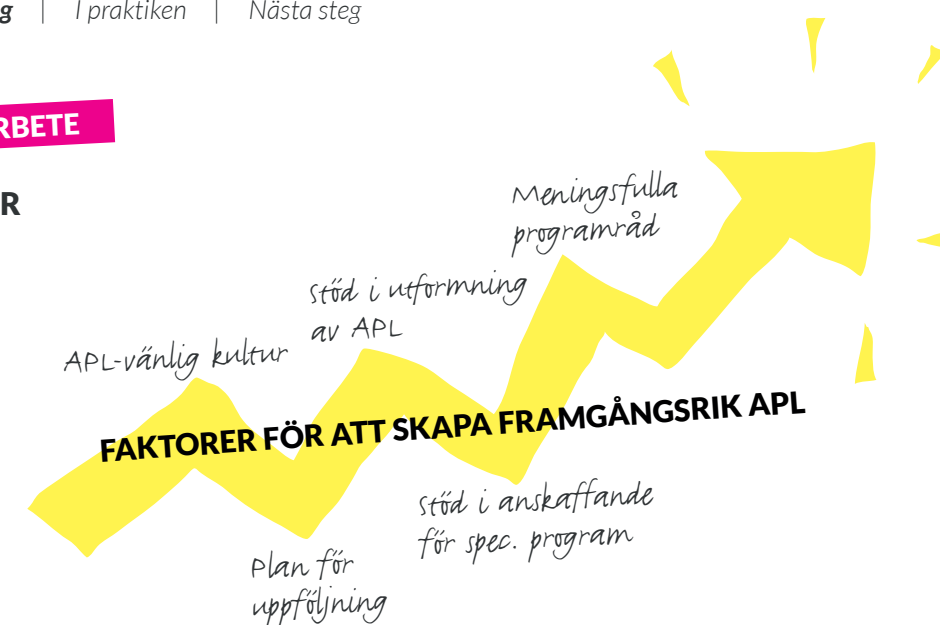 g | I praktiken | Nästa steg
RBETE
R
Meningsfulla
programråd
Stöd i utformning
av APL
APL-vänlig kultur
FAKTORER FÖR ATT SKAPA FRAMGÅNGSRIK APL
Stöd i anskaffande
för spec. program
Plan för
uppföljning